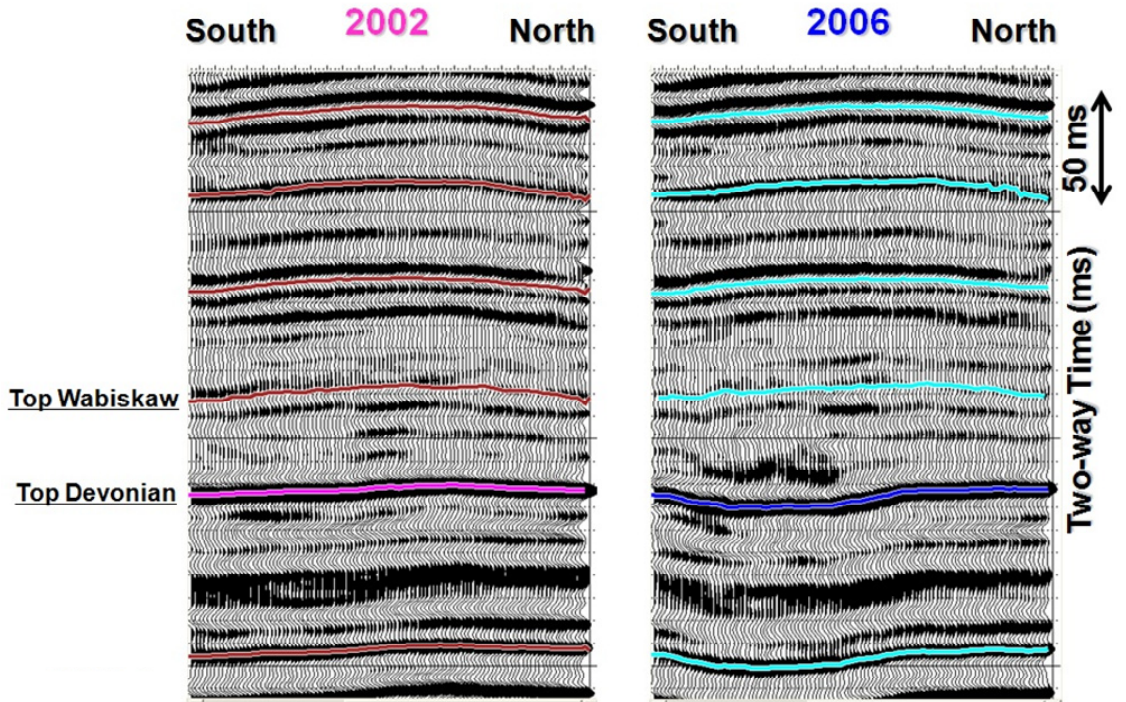 2002
2006
South
North
South
North
50 ms
Two-way Time (ms)
Top Wabiskaw
Top Devonian